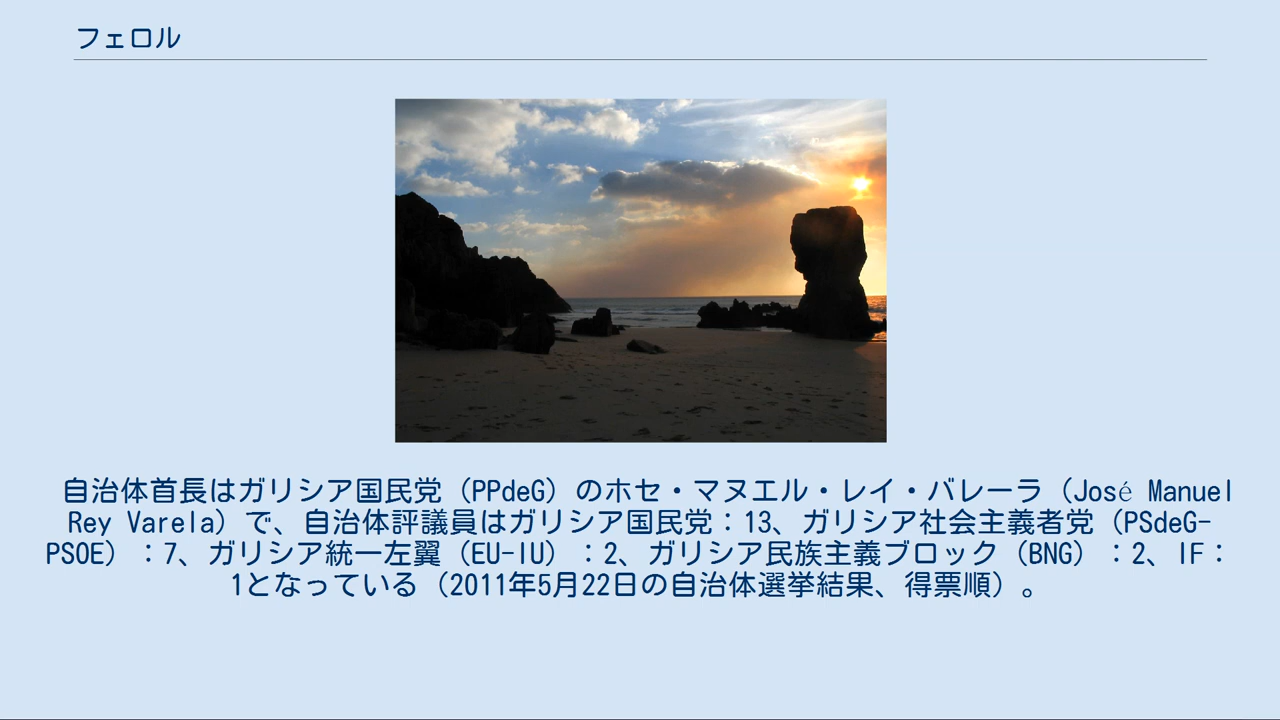 フェロル
自治体首長はガリシア国民党（PPdeG）のホセ・マヌエル・レイ・バレーラ（José Manuel
Rey Varela）で、自治体評議員はガリシア国民党：13、ガリシア社会主義者党（PSdeG-
PSOE）：7、ガリシア統一左翼（EU-IU）：2、ガリシア民族主義ブロック（BNG）：2、IF：
1となっている（2011年5月22日の自治体選挙結果、得票順）。